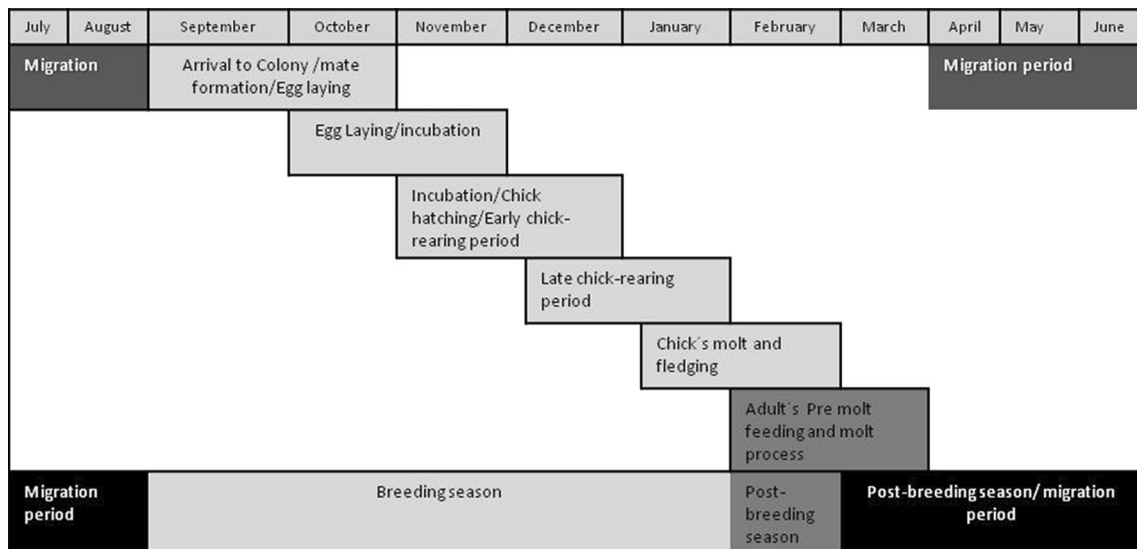 July August September October November December January February March April May June
Migration
Arrival to Colony /mate
formation/Egg laying
Migration period
Egg Laying/incubation
Incubation/Chick
hatching/Early chick-
rearing period
Late chick-rearing
period
Chick´s molt and
fledging
Adult´s Pre molt
feeding and molt
process
Migration
period
Breeding season
Post-
breeding
season
Post-breeding season/ migration
period